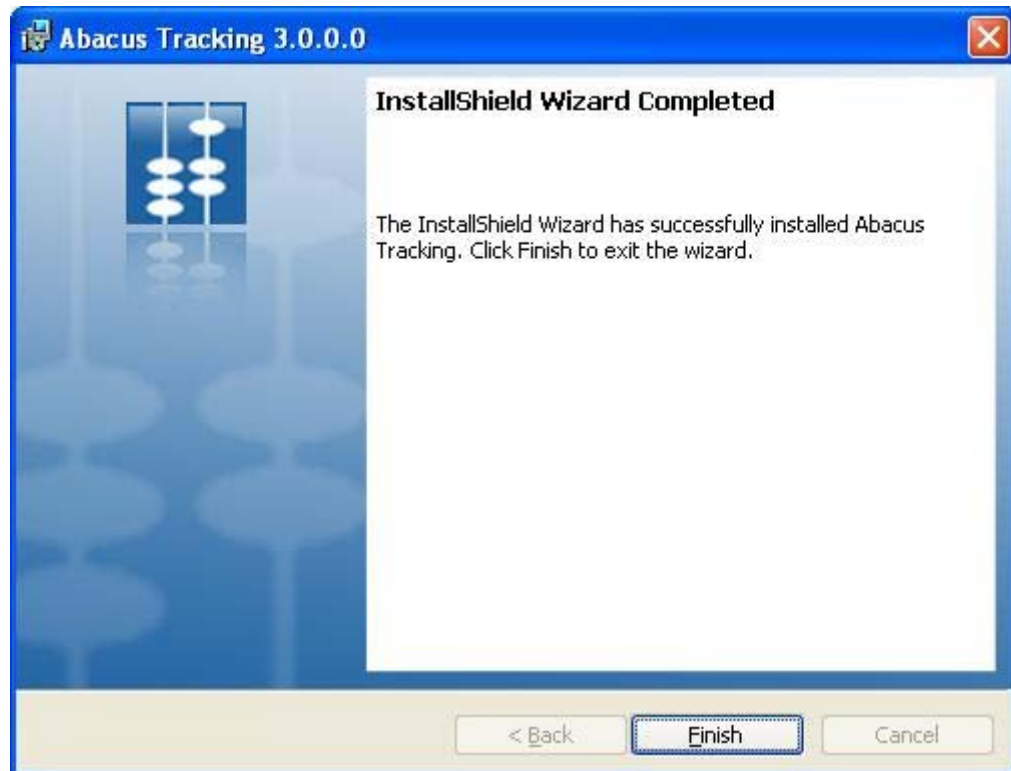 Abacus Tracking 3.0.0.0
InstallShield Wizard Completed
The InstallShield Wizard has successfully installed Abacus
Tracking. Click Finish to exit the wizard.
< Back Finish Cancel